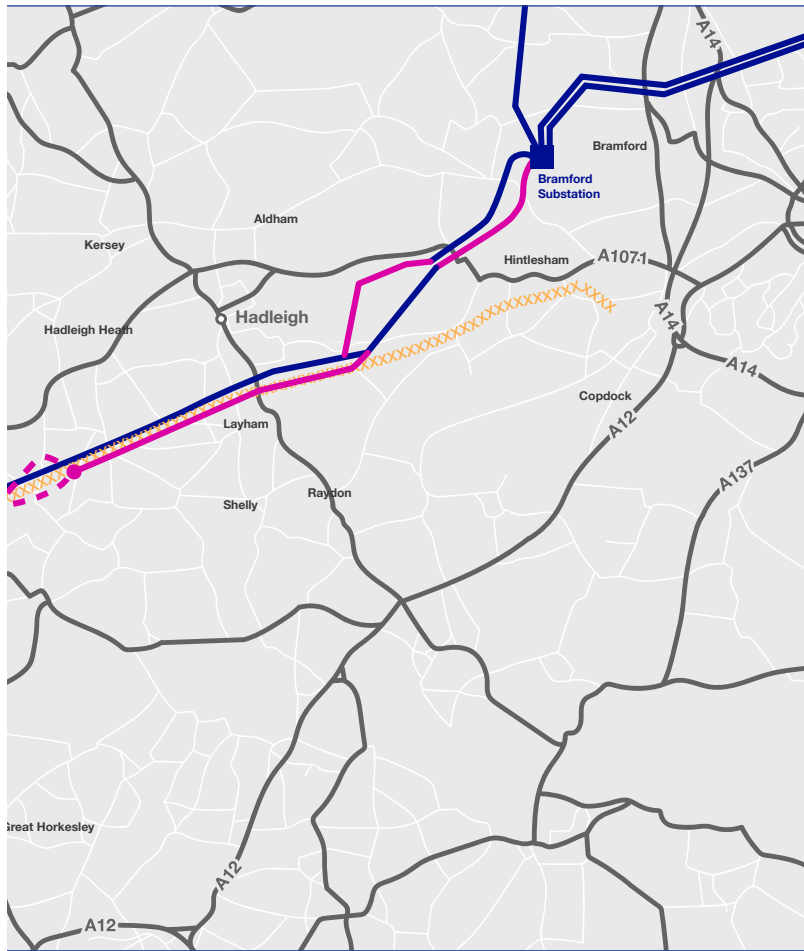 A14
Bramford
Bramford
Substation
Aldham
Kersey
Hintlesham
A1071
Hadleigh
A14
Hadleigh Heath
A14
Copdock
Layham
A12
A137
Raydon
Shelly
Great Horkesley
A12
A12